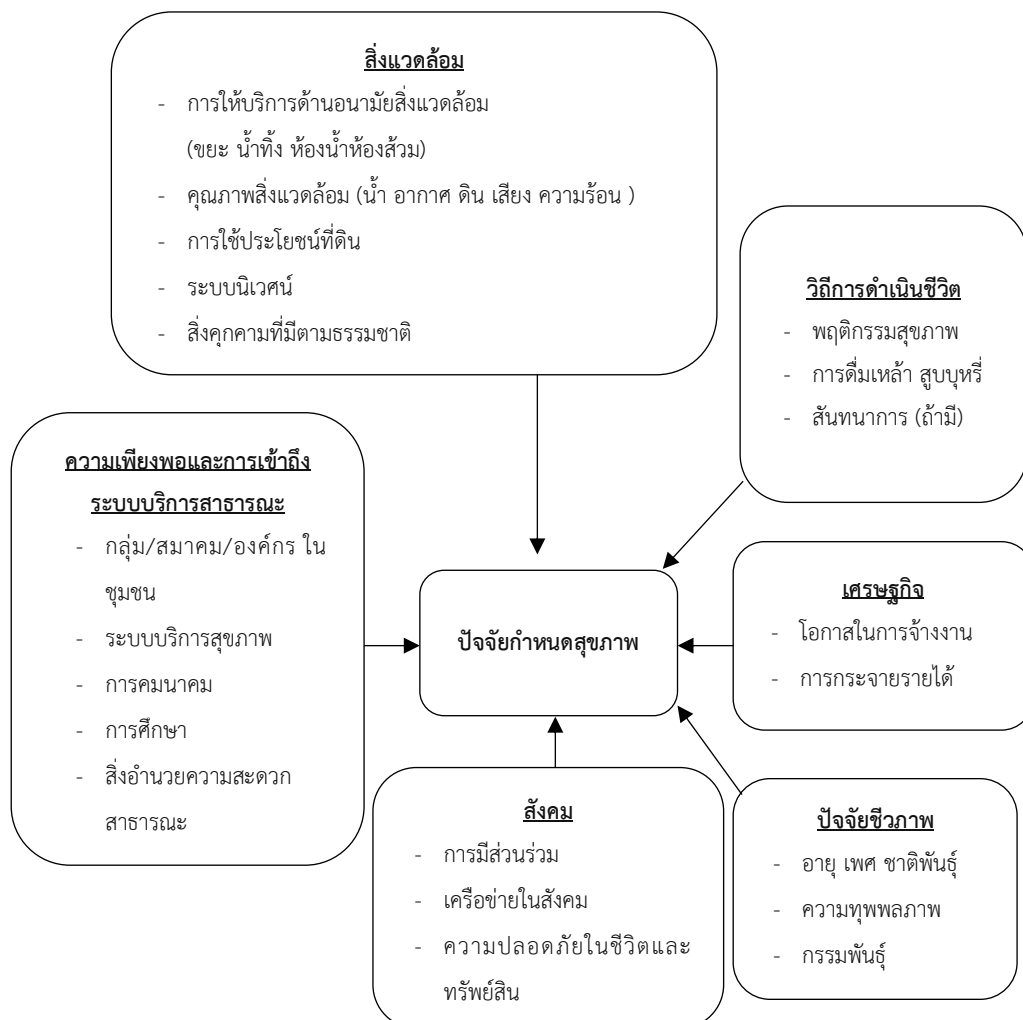 สิ่งแวดล้อม
- การให้บริการด้านอนามัยสิ่งแวดล้อม
(ขยะ น้ำทิ้ง ห้องน้ำห้องส้วม)
- คุณภาพสิ่งแวดล้อม (น้ำ อากาศ ดิน เสียง ความร้อน )
- การใช้ประโยชน์ที่ดิน
- ระบบนิเวศน์
- สิ่งคุกคามที่มีตามธรรมชาติ
วิถีการดำเนินชีวิต
- พฤติกรรมสุขภาพ
- การดื่มเหล้า สูบบุหรี่
- สันทนาการ (ถ้ามี)
ความเพียงพอและการเข้าถึง
ระบบบริการสาธารณะ
- กลุ่ม/สมาคม/องค์กร ใน
ชุมชน
- ระบบบริการสุขภาพ
- การคมนาคม
- การศึกษา
- สิ่งอำนวยความสะดวก
สาธารณะ
ปัจจัยกำหนดสุขภาพ
เศรษฐกิจ
- โอกาสในการจ้างงาน
- การกระจายรายได้
สังคม
- การมีส่วนร่วม
- เครือข่ายในสังคม
- ความปลอดภัยในชีวิตและ
ทรัพย์สิน
ปัจจัยชีวภาพ
- อายุ เพศ ชาติพันธุ์
- ความทุพพลภาพ
- กรรมพันธุ์